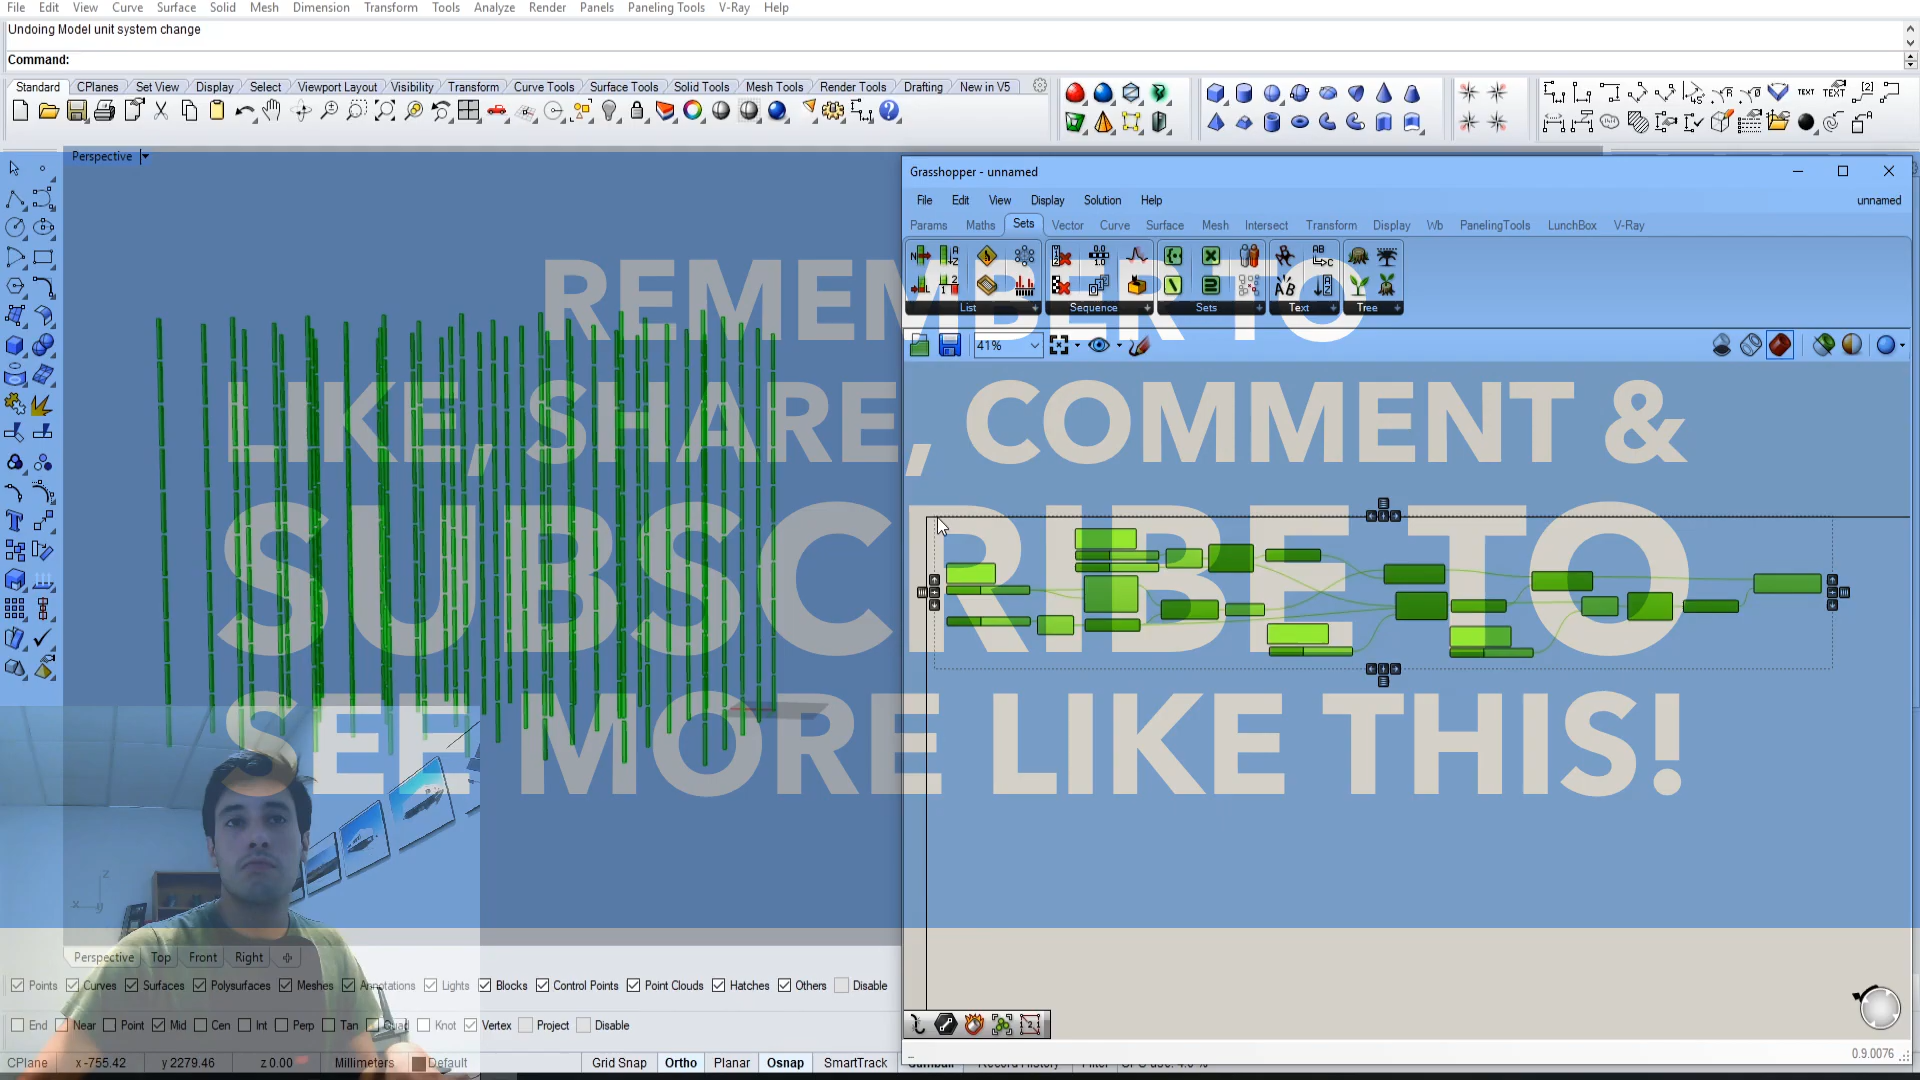 File Edit View Curve Surface Solid Mesh Dimension Transform Tools Analyze Render Panels Paneling Tools V-Ray Help
Undoing Model unit system change
Command:
Standard CPlanes Set View Display Select Viewport Layout Visibility Transform Curve Tools Surface Tools Solid Tools Mesh Tools Render Tools Drafting New in V5
Perspective
Grasshopper - unnamed
File Edit View Display Solution Help unnamed
Params Maths Sets Vector Curve Surface Mesh Intersect Transform Display Wb PanelingTools LunchBox V-Ray
List Sequence Sets Text Tree
41%
REMEMBER TO
LIKE, SHARE, COMMENT &
SUBSCRIBE TO
SEE MORE LIKE THIS!
Perspective Top Front Right
Points Curves Surfaces Polysurfaces Meshes Annotations Lights Blocks Control Points Point Clouds Hatches Others Disable
End Near Point Mid Cen Int Perp Tan Quad Knot Vertex Project Disable
CPlane x -755.42 y 2279.46 z 0.00 Millimeters Default Grid Snap Ortho Planar Osnap SmartTrack
0.9.0076